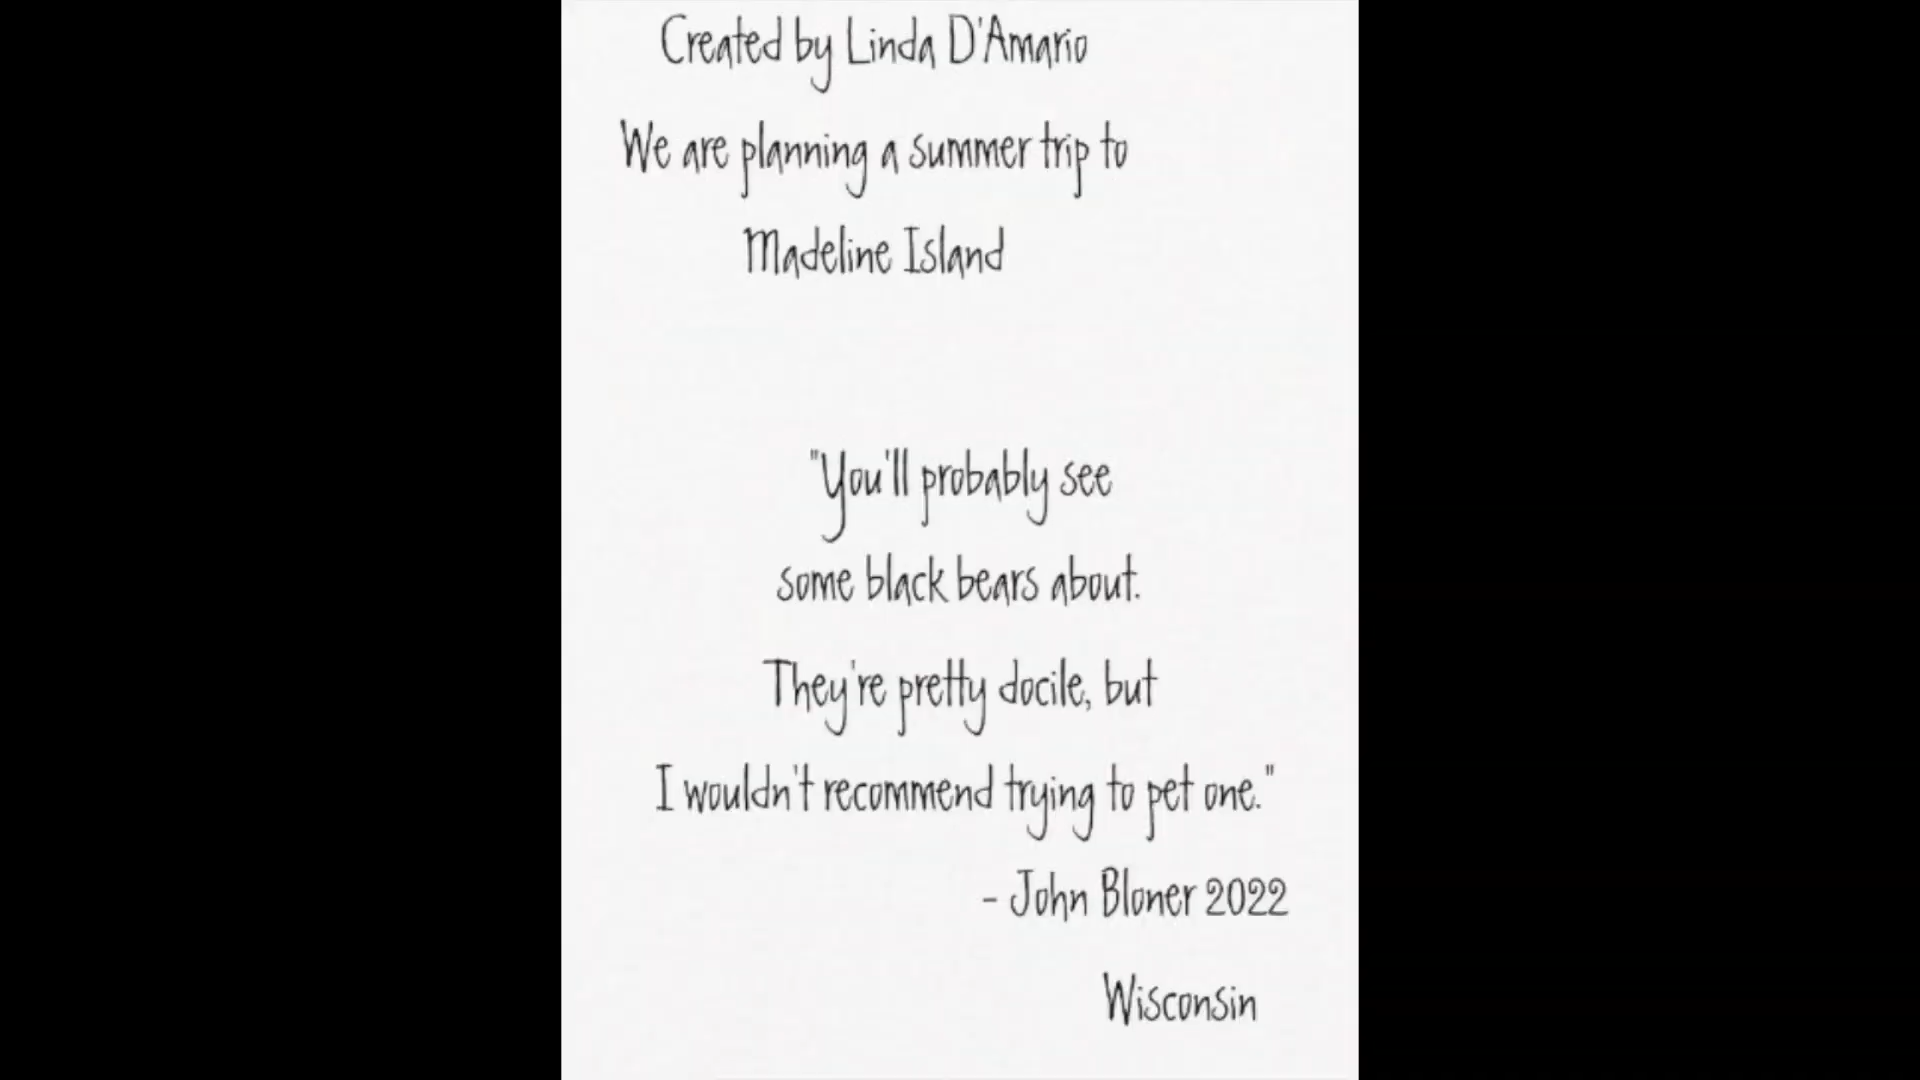 Created by Linda D'Amario
We are planning a summer trip to
Madeline Island
"You'll probably see
some black bears about.
They're pretty docile, but
I wouldn't recommend trying to pet one."
- John Bloner 2022
Wisconsin